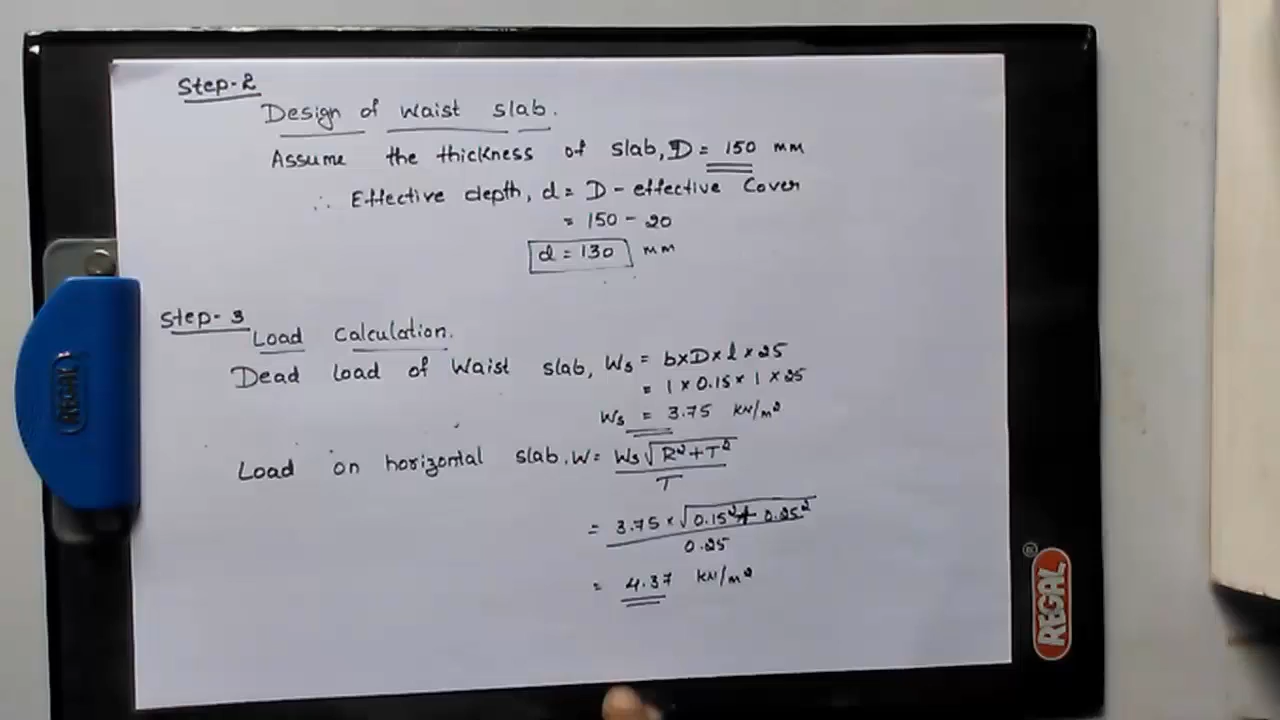 Step-2
Design of waist slab.
Assume the thickness of slab, D = 150 mm
∴ Effective depth, d = D - effective Cover
= 150 - 20
d = 130 mm
Step-3
Load Calculation.
Dead load of Waist slab, Ws = b×D×l×25
= 1×0.15×1×25
Ws = 3.75 KN/m²
Load on horizontal slab, W = Ws√R²+T² / T
= 3.75×√0.15²+0.25² / 0.25
= 4.37 KN/m²
REGAL
REGAL